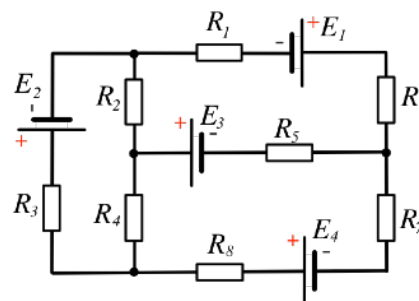 R1 - + E1
E2 - +
R2
E3 + -
R5
R
R3
R4
R8
+ E4 -